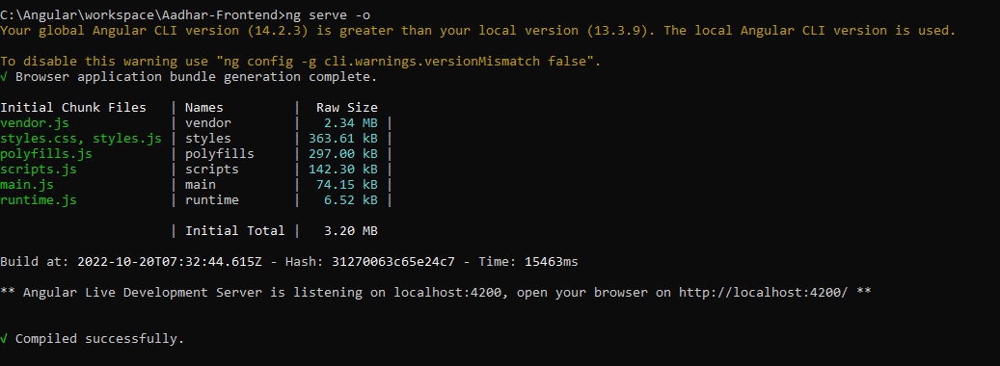 C:\Angular\workspace\Aadhar-Frontend>ng serve -o
Your global Angular CLI version (14.2.3) is greater than your local version (13.3.9). The local Angular CLI version is used.
To disable this warning use "ng config -g cli.warnings.versionMismatch false".
√ Browser application bundle generation complete.
Initial Chunk Files   | Names         |  Raw Size
vendor.js             | vendor        |   2.34 MB |
styles.css, styles.js | styles        | 363.61 kB |
polyfills.js          | polyfills     | 297.00 kB |
scripts.js            | scripts       | 142.30 kB |
main.js               | main          |  74.15 kB |
runtime.js            | runtime       |   6.52 kB |
| Initial Total |   3.20 MB
Build at: 2022-10-20T07:32:44.615Z - Hash: 31270063c65e24c7 - Time: 15463ms
** Angular Live Development Server is listening on localhost:4200, open your browser on http://localhost:4200/ **
√ Compiled successfully.